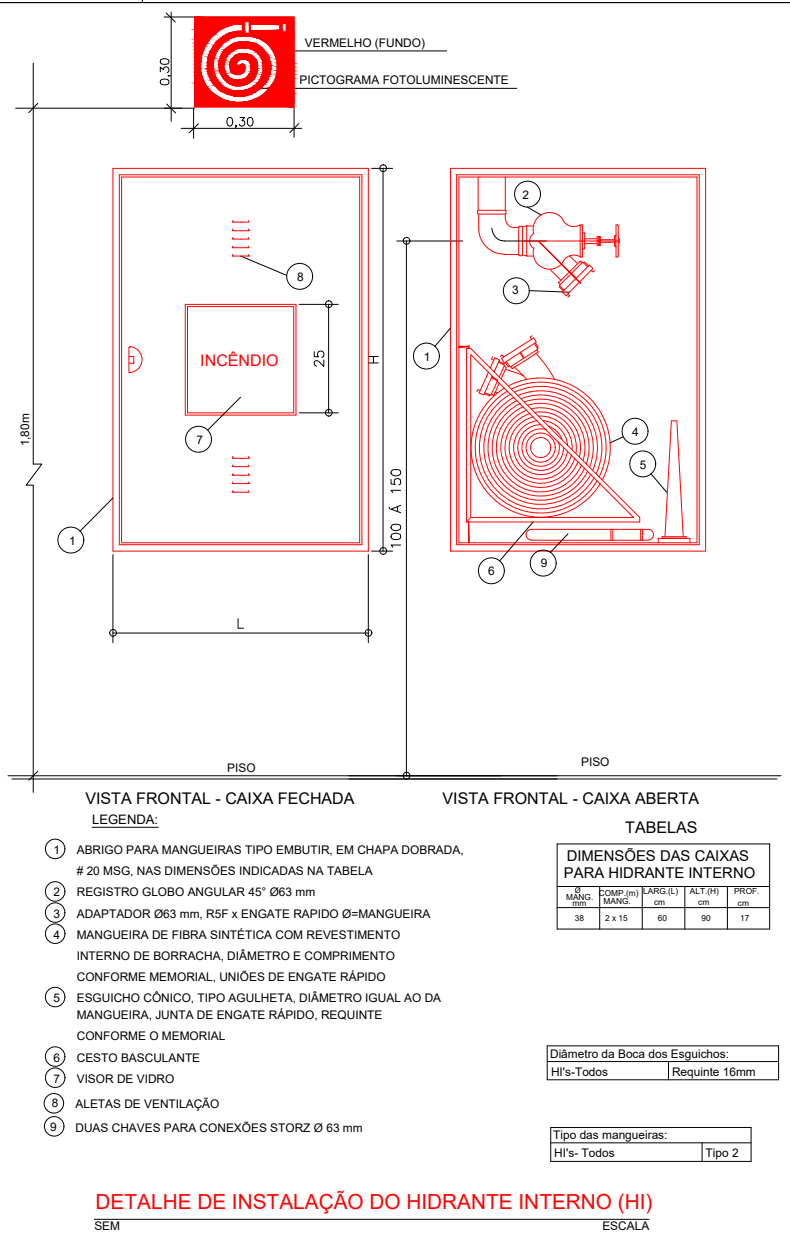 VERMELHO (FUNDO)
0,30
PICTOGRAMA FOTOLUMINESCENTE
0,30
2
8
3
INCÊNDIO
25
H
1
7
4
1,80m
5
100 Á 150
1
6
9
L
PISO
PISO
VISTA FRONTAL - CAIXA FECHADA
VISTA FRONTAL - CAIXA ABERTA
LEGENDA:
1 ABRIGO PARA MANGUEIRAS TIPO EMBUTIR, EM CHAPA DOBRADA,
# 20 MSG, NAS DIMENSÕES INDICADAS NA TABELA
2 REGISTRO GLOBO ANGULAR 45° Ø63 mm
3 ADAPTADOR Ø63 mm, R5F x ENGATE RAPIDO Ø=MANGUEIRA
4 MANGUEIRA DE FIBRA SINTÉTICA COM REVESTIMENTO
INTERNO DE BORRACHA, DIÂMETRO E COMPRIMENTO
CONFORME MEMORIAL, UNIÕES DE ENGATE RÁPIDO
5 ESGUICHO CÔNICO, TIPO AGULHETA, DIÂMETRO IGUAL AO DA
MANGUEIRA, JUNTA DE ENGATE RÁPIDO, REQUINTE
CONFORME O MEMORIAL
6 CESTO BASCULANTE
7 VISOR DE VIDRO
8 ALETAS DE VENTILAÇÃO
9 DUAS CHAVES PARA CONEXÕES STORZ Ø 63 mm
TABELAS
DIMENSÕES DAS CAIXAS
PARA HIDRANTE INTERNO
Ø MANG. mm COMP.(m) MANG. LARG.(L) cm ALT.(H) cm PROF. cm
38 2 x 15 60 90 17
Diâmetro da Boca dos Esguichos:
HI's-Todos Requinte 16mm
Tipo das mangueiras:
HI's- Todos Tipo 2
DETALHE DE INSTALAÇÃO DO HIDRANTE INTERNO (HI)
SEM ESCALA